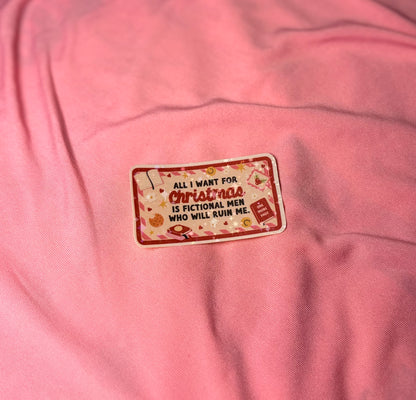 ALL I WANT FOR
Christmas
IS FICTIONAL MEN
WHO WILL RUIN ME.